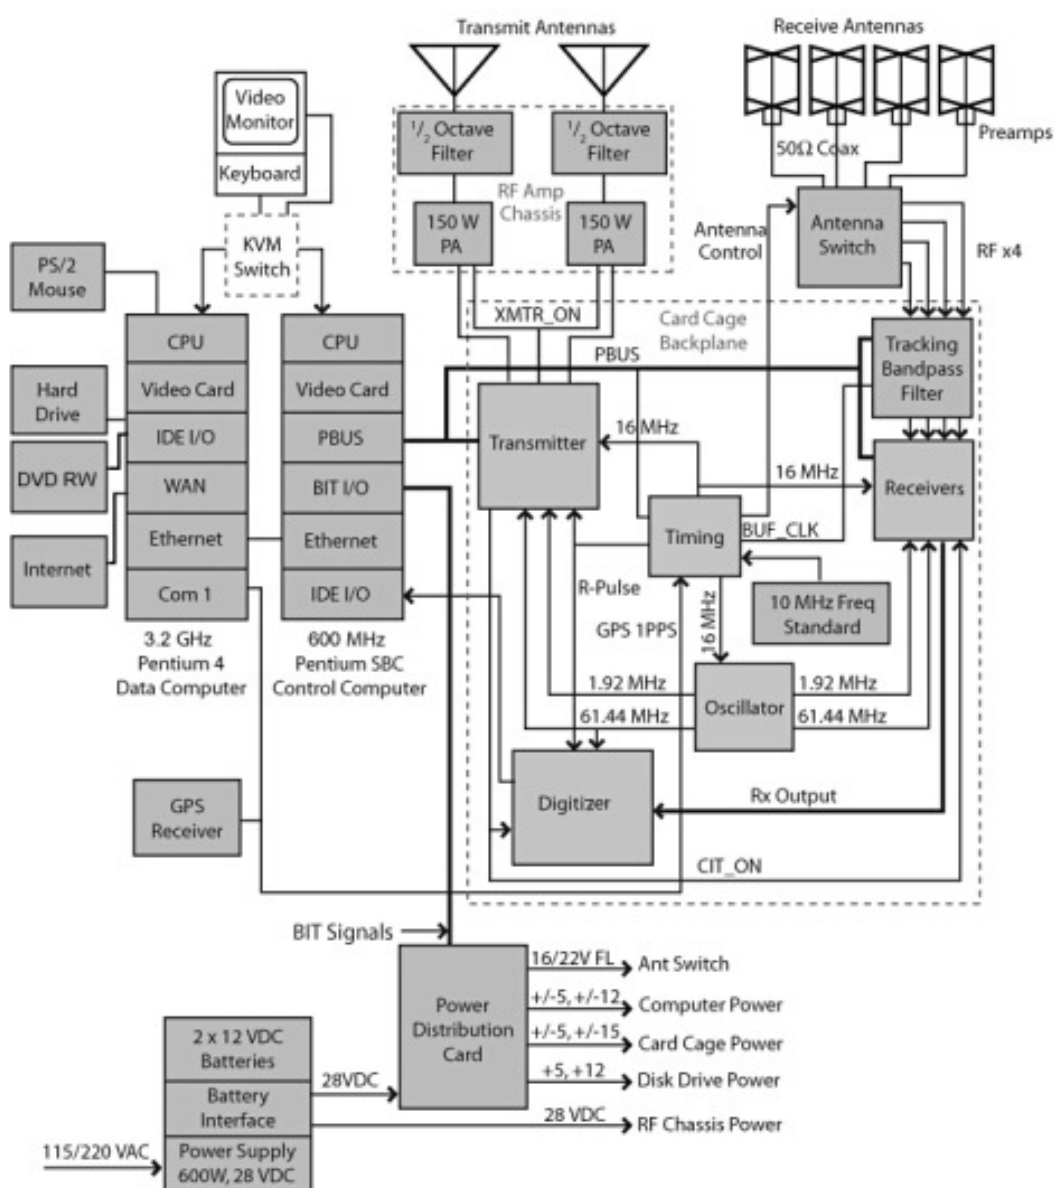 Transmit Antennas
Receive Antennas
Video
Monitor
Keyboard
1/2 Octave
Filter
1/2 Octave
Filter
RF Amp
Chassis
150 W
PA
150 W
PA
50Ω Coax
Preamps
Antenna
Switch
Antenna
Control
RF x4
KVM
Switch
PS/2
Mouse
Hard
Drive
DVD RW
Internet
CPU
Video Card
IDE I/O
WAN
Ethernet
Com 1
3.2 GHz
Pentium 4
Data Computer
CPU
Video Card
PBUS
BIT I/O
Ethernet
IDE I/O
600 MHz
Pentium SBC
Control Computer
XMTR_ON
Card Cage
Backplane
PBUS
Tracking
Bandpass
Filter
Transmitter
16 MHz
16 MHz
Receivers
Timing
BUF_CLK
R-Pulse
GPS 1PPS
16 MHz
10 MHz Freq
Standard
1.92 MHz
61.44 MHz
Oscillator
1.92 MHz
61.44 MHz
Digitizer
Rx Output
CIT_ON
GPS
Receiver
BIT Signals
Power
Distribution
Card
16/22V FL
Ant Switch
+/-5, +/-12
Computer Power
+/-5, +/-15
Card Cage Power
+5, +12
Disk Drive Power
28 VDC
RF Chassis Power
2 x 12 VDC
Batteries
Battery
Interface
28VDC
115/220 VAC
Power Supply
600W, 28 VDC